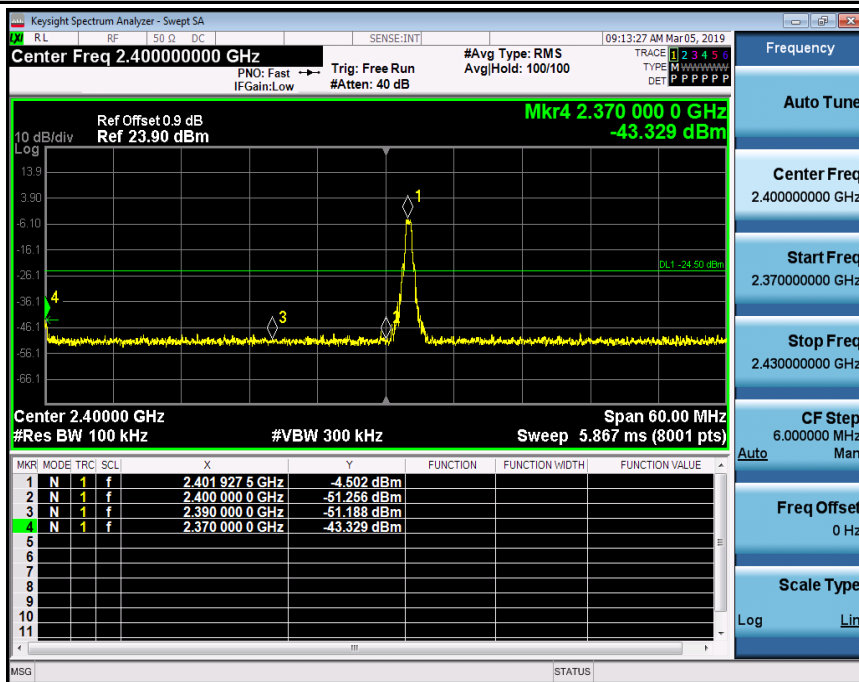 Keysight Spectrum Analyzer - Swept SA
LXI RL RF 50 Ω DC SENSE:INT 09:13:27 AM Mar 05, 2019
Center Freq 2.400000000 GHz
PNO: Fast
IFGain:Low
Trig: Free Run
#Atten: 40 dB
#Avg Type: RMS
Avg|Hold: 100/100
TRACE 1 2 3 4 5 6
TYPE M WWWWW
DET P P P P P P
Mkr4 2.370 000 0 GHz
-43.329 dBm
Ref Offset 0.9 dB
10 dB/div Ref 23.90 dBm
Log
13.9
3.90
-6.10
-16.1
-26.1
-36.1
-46.1
-56.1
-66.1
1
DL1 -24.50 dBm
4
3
2
Center 2.40000 GHz Span 60.00 MHz
#Res BW 100 kHz #VBW 300 kHz Sweep 5.867 ms (8001 pts)
MKR MODE TRC SCL X Y FUNCTION FUNCTION WIDTH FUNCTION VALUE
1 N 1 f 2.401 927 5 GHz -4.502 dBm
2 N 1 f 2.400 000 0 GHz -51.256 dBm
3 N 1 f 2.390 000 0 GHz -51.188 dBm
4 N 1 f 2.370 000 0 GHz -43.329 dBm
5
6
7
8
9
10
11
MSG STATUS
Frequency
Auto Tune
Center Freq
2.400000000 GHz
Start Freq
2.370000000 GHz
Stop Freq
2.430000000 GHz
CF Step
6.000000 MHz
Auto Man
Freq Offset
0 Hz
Scale Type
Log Lin